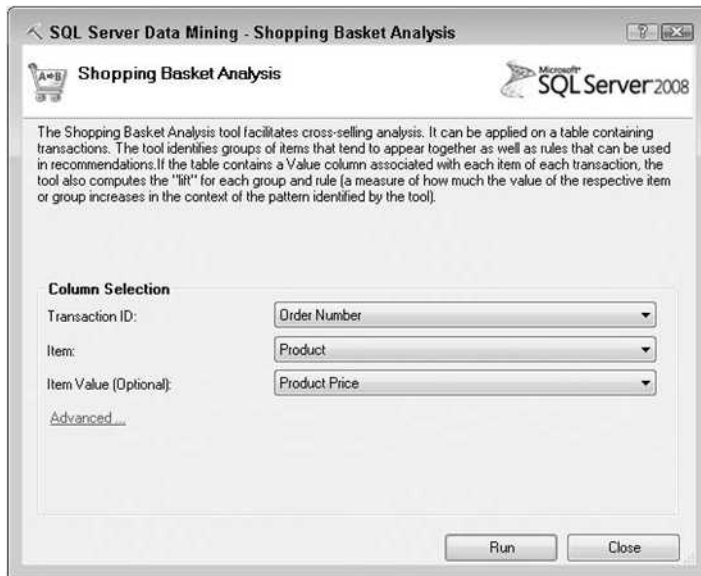 SQL Server Data Mining - Shopping Basket Analysis
A⇒B
Shopping Basket Analysis
Microsoft®
SQL Server 2008
The Shopping Basket Analysis tool facilitates cross-selling analysis. It can be applied on a table containing
transactions. The tool identifies groups of items that tend to appear together as well as rules that can be used
in recommendations.If the table contains a Value column associated with each item of each transaction, the
tool also computes the "lift" for each group and rule (a measure of how much the value of the respective item
or group increases in the context of the pattern identified by the tool).
Column Selection
Transaction ID: Order Number
Item: Product
Item Value (Optional): Product Price
Advanced ...
Run Close